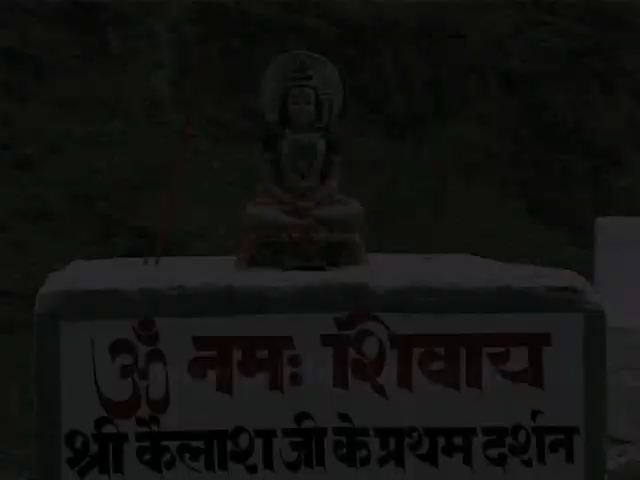 ॐ नमः शिवाय
श्री कैलाश जी के प्रथम दर्शन